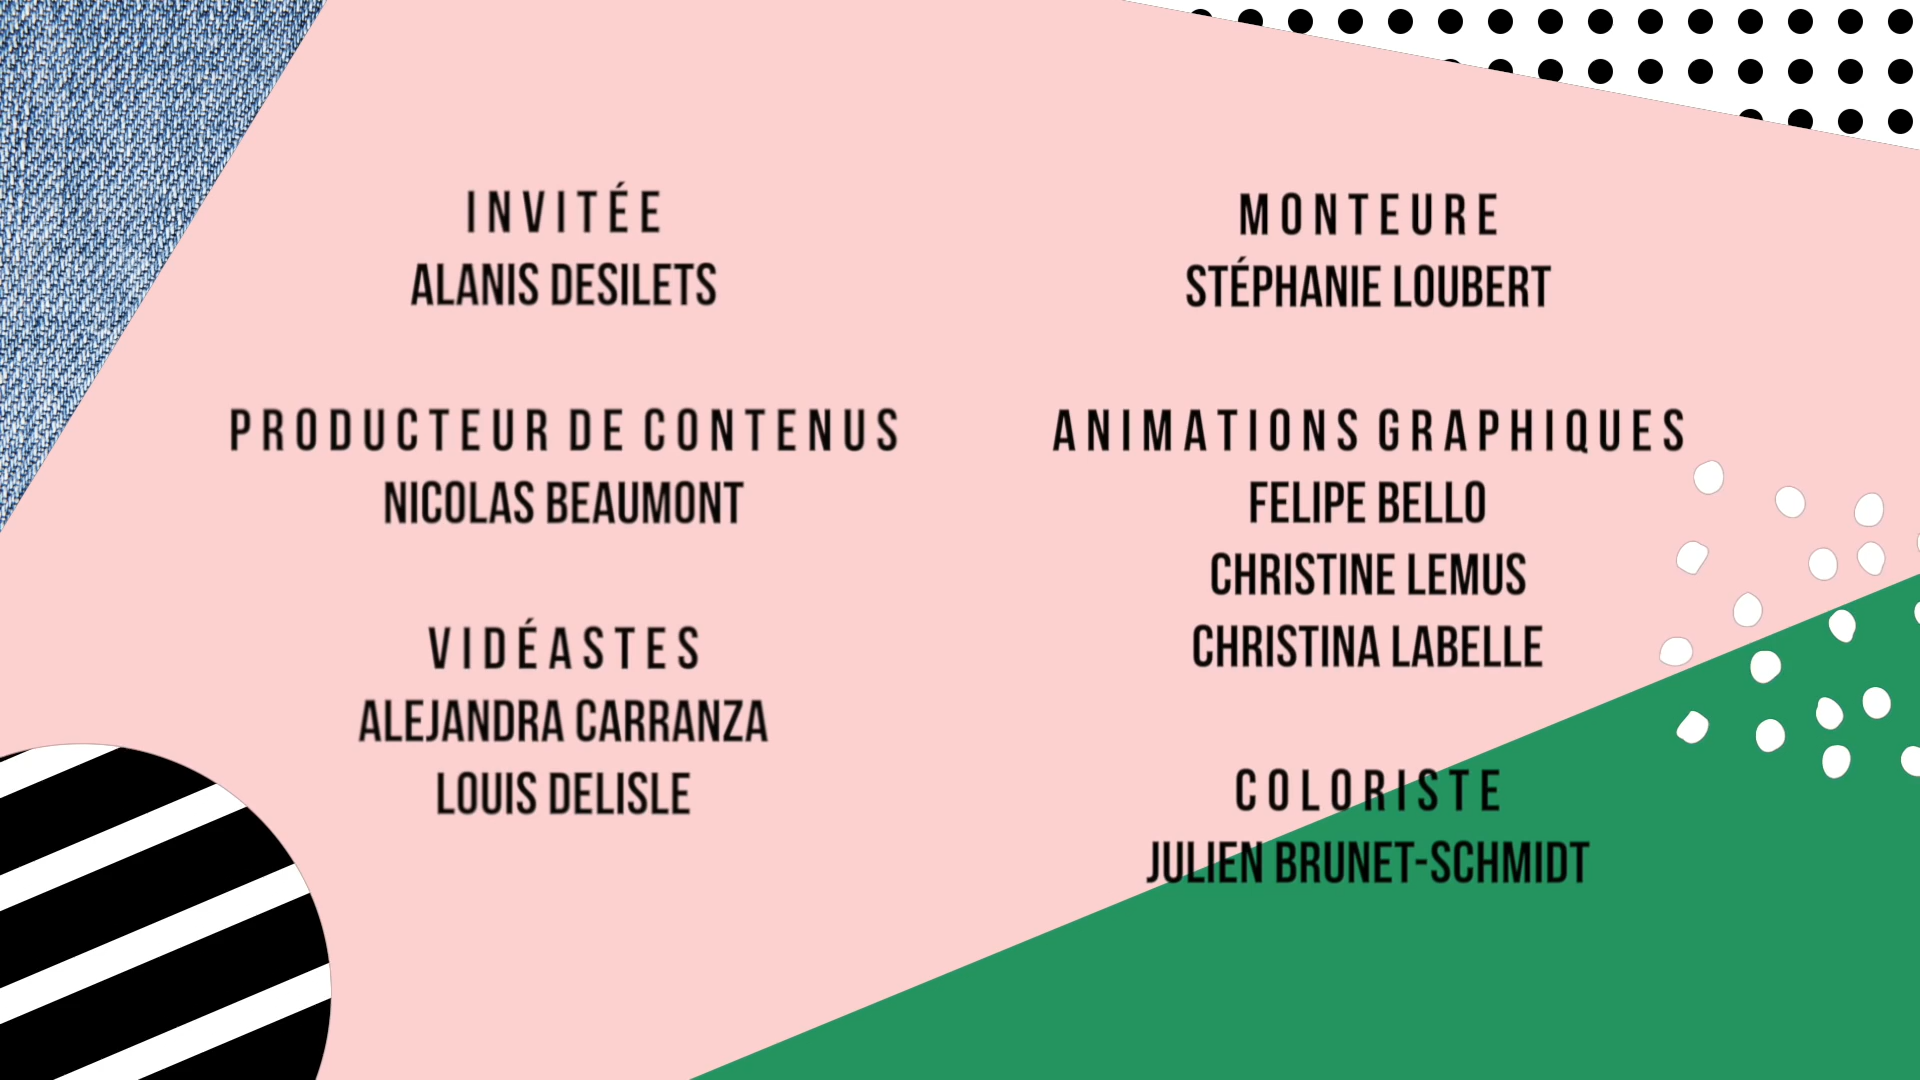 INVITÉE
ALANIS DESILETS
PRODUCTEUR DE CONTENUS
NICOLAS BEAUMONT
VIDÉASTES
ALEJANDRA CARRANZA
LOUIS DELISLE
MONTEURE
STÉPHANIE LOUBERT
ANIMATIONS GRAPHIQUES
FELIPE BELLO
CHRISTINE LEMUS
CHRISTINA LABELLE
COLORISTE
JULIEN BRUNET-SCHMIDT